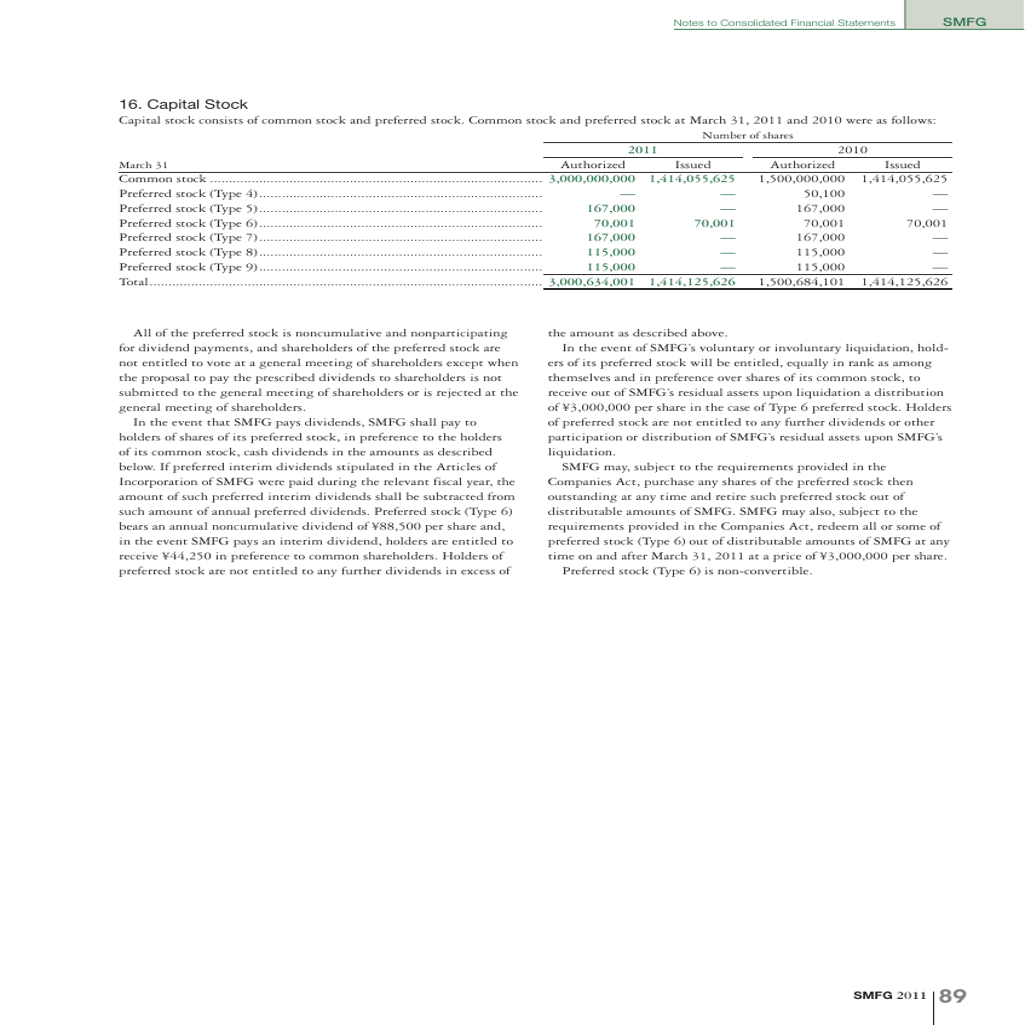 Notes to Consolidated Financial Statements SMFG
16. Capital Stock
Capital stock consists of common stock and preferred stock. Common stock and preferred stock at March 31, 2011 and 2010 were as follows:
Number of shares
2011 2010
March 31 Authorized Issued Authorized Issued
Common stock ........................................................................................ 3,000,000,000 1,414,055,625 1,500,000,000 1,414,055,625
Preferred stock (Type 4)........................................................................... — — 50,100 —
Preferred stock (Type 5)........................................................................... 167,000 — 167,000 —
Preferred stock (Type 6)........................................................................... 70,001 70,001 70,001 70,001
Preferred stock (Type 7)........................................................................... 167,000 — 167,000 —
Preferred stock (Type 8)........................................................................... 115,000 — 115,000 —
Preferred stock (Type 9)........................................................................... 115,000 — 115,000 —
Total........................................................................................................ 3,000,634,001 1,414,125,626 1,500,684,101 1,414,125,626
All of the preferred stock is noncumulative and nonparticipating
for dividend payments, and shareholders of the preferred stock are
not entitled to vote at a general meeting of shareholders except when
the proposal to pay the prescribed dividends to shareholders is not
submitted to the general meeting of shareholders or is rejected at the
general meeting of shareholders.
In the event that SMFG pays dividends, SMFG shall pay to
holders of shares of its preferred stock, in preference to the holders
of its common stock, cash dividends in the amounts as described
below. If preferred interim dividends stipulated in the Articles of
Incorporation of SMFG were paid during the relevant fiscal year, the
amount of such preferred interim dividends shall be subtracted from
such amount of annual preferred dividends. Preferred stock (Type 6)
bears an annual noncumulative dividend of ¥88,500 per share and,
in the event SMFG pays an interim dividend, holders are entitled to
receive ¥44,250 in preference to common shareholders. Holders of
preferred stock are not entitled to any further dividends in excess of
the amount as described above.
In the event of SMFG's voluntary or involuntary liquidation, hold-
ers of its preferred stock will be entitled, equally in rank as among
themselves and in preference over shares of its common stock, to
receive out of SMFG's residual assets upon liquidation a distribution
of ¥3,000,000 per share in the case of Type 6 preferred stock. Holders
of preferred stock are not entitled to any further dividends or other
participation or distribution of SMFG's residual assets upon SMFG's
liquidation.
SMFG may, subject to the requirements provided in the
Companies Act, purchase any shares of the preferred stock then
outstanding at any time and retire such preferred stock out of
distributable amounts of SMFG. SMFG may also, subject to the
requirements provided in the Companies Act, redeem all or some of
preferred stock (Type 6) out of distributable amounts of SMFG at any
time on and after March 31, 2011 at a price of ¥3,000,000 per share.
Preferred stock (Type 6) is non-convertible.
SMFG 2011 89